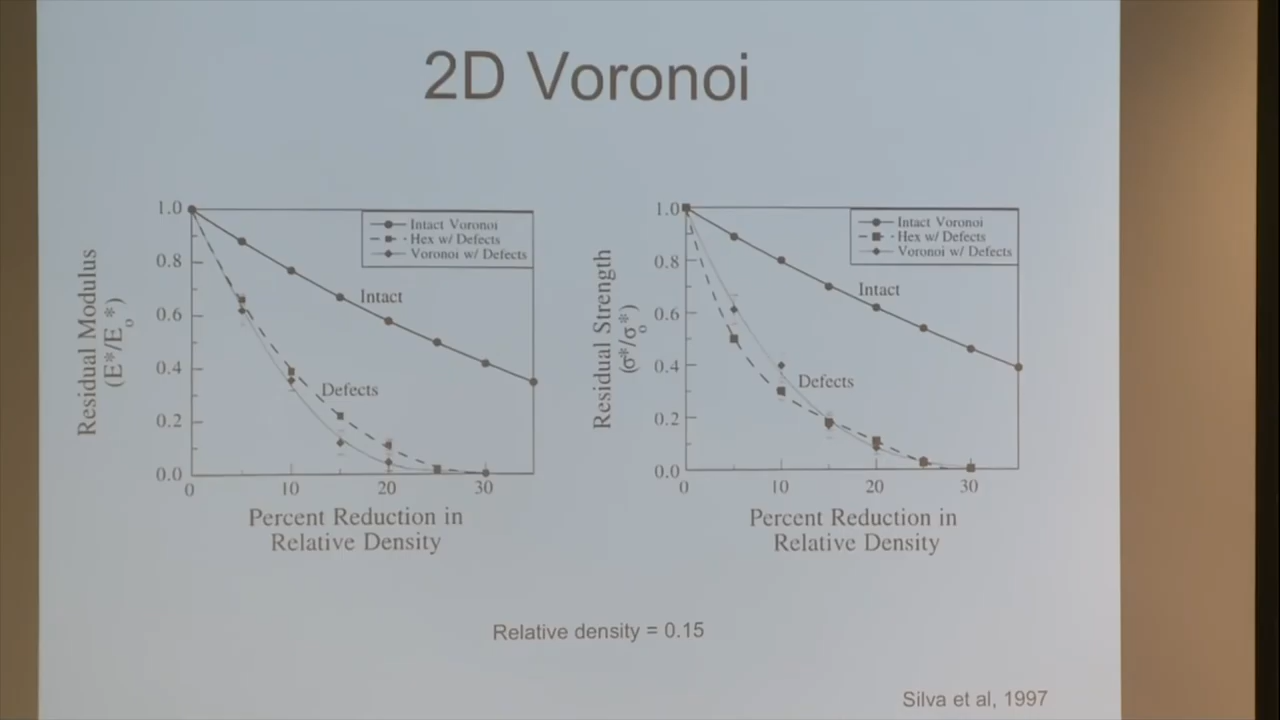 2D Voronoi
Residual Modulus
(E*/E₀*)
1.0
0.8
0.6
0.4
0.2
0.0
Intact Voronoi
Hex w/ Defects
Voronoi w/ Defects
Intact
Defects
0
10
20
30
Percent Reduction in
Relative Density
Residual Strength
(σ*/σ₀*)
1.0
0.8
0.6
0.4
0.2
0.0
Intact Voronoi
Hex w/ Defects
Voronoi w/ Defects
Intact
Defects
0
10
20
30
Percent Reduction in
Relative Density
Relative density = 0.15
Silva et al, 1997